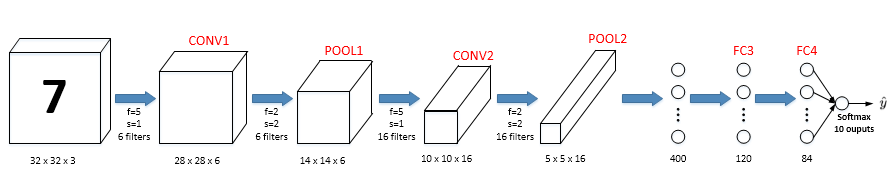 CONV1
POOL1
CONV2
POOL2
FC3
FC4
7
f=5
s=1
6 filters
f=2
s=2
6 filters
f=5
s=1
16 filters
f=2
s=2
16 filters
ŷ
Softmax
10 ouputs
32 x 32 x 3
28 x 28 x 6
14 x 14 x 6
10 x 10 x 16
5 x 5 x 16
400
120
84